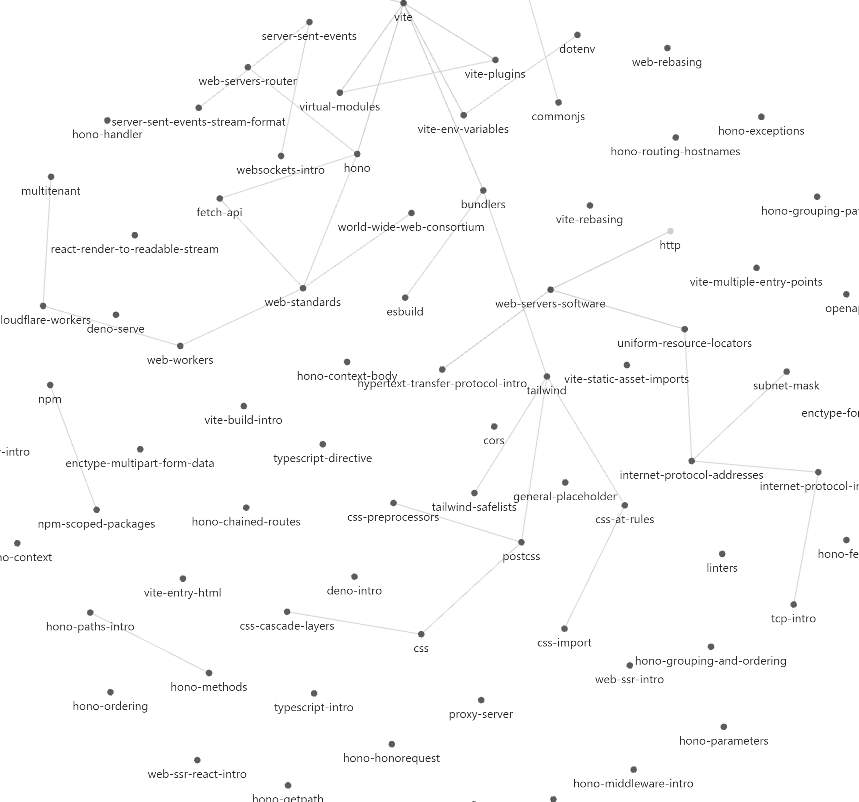 vite
server-sent-events
dotenv
web-rebasing
web-servers-router
vite-plugins
virtual-modules
commonjs
server-sent-events-stream-format
vite-env-variables
hono-exceptions
hono-handler
hono-routing-hostnames
websockets-intro
hono
multitenant
bundlers
fetch-api
hono-grouping-pa
world-wide-web-consortium
vite-rebasing
react-render-to-readable-stream
http
vite-multiple-entry-points
web-standards
web-servers-software
esbuild
opena
loudflare-workers
deno-serve
uniform-resource-locators
web-workers
hono-context-body
hypertext-transfer-protocol-intro
vite-static-asset-imports
subnet-mask
tailwind
npm
enctype-for
vite-build-intro
cors
-intro
typescript-directive
enctype-multipart-form-data
internet-protocol-addresses
internet-protocol-in
general-placeholder
tailwind-safelists
css-preprocessors
css-at-rules
npm-scoped-packages
hono-chained-routes
no-context
postcss
hono-fe
linters
vite-entry-html
deno-intro
tcp-intro
hono-paths-intro
css-cascade-layers
css
css-import
hono-grouping-and-ordering
web-ssr-intro
hono-methods
hono-ordering
typescript-intro
proxy-server
hono-parameters
hono-honorequest
web-ssr-react-intro
hono-middleware-intro
hono-getpath